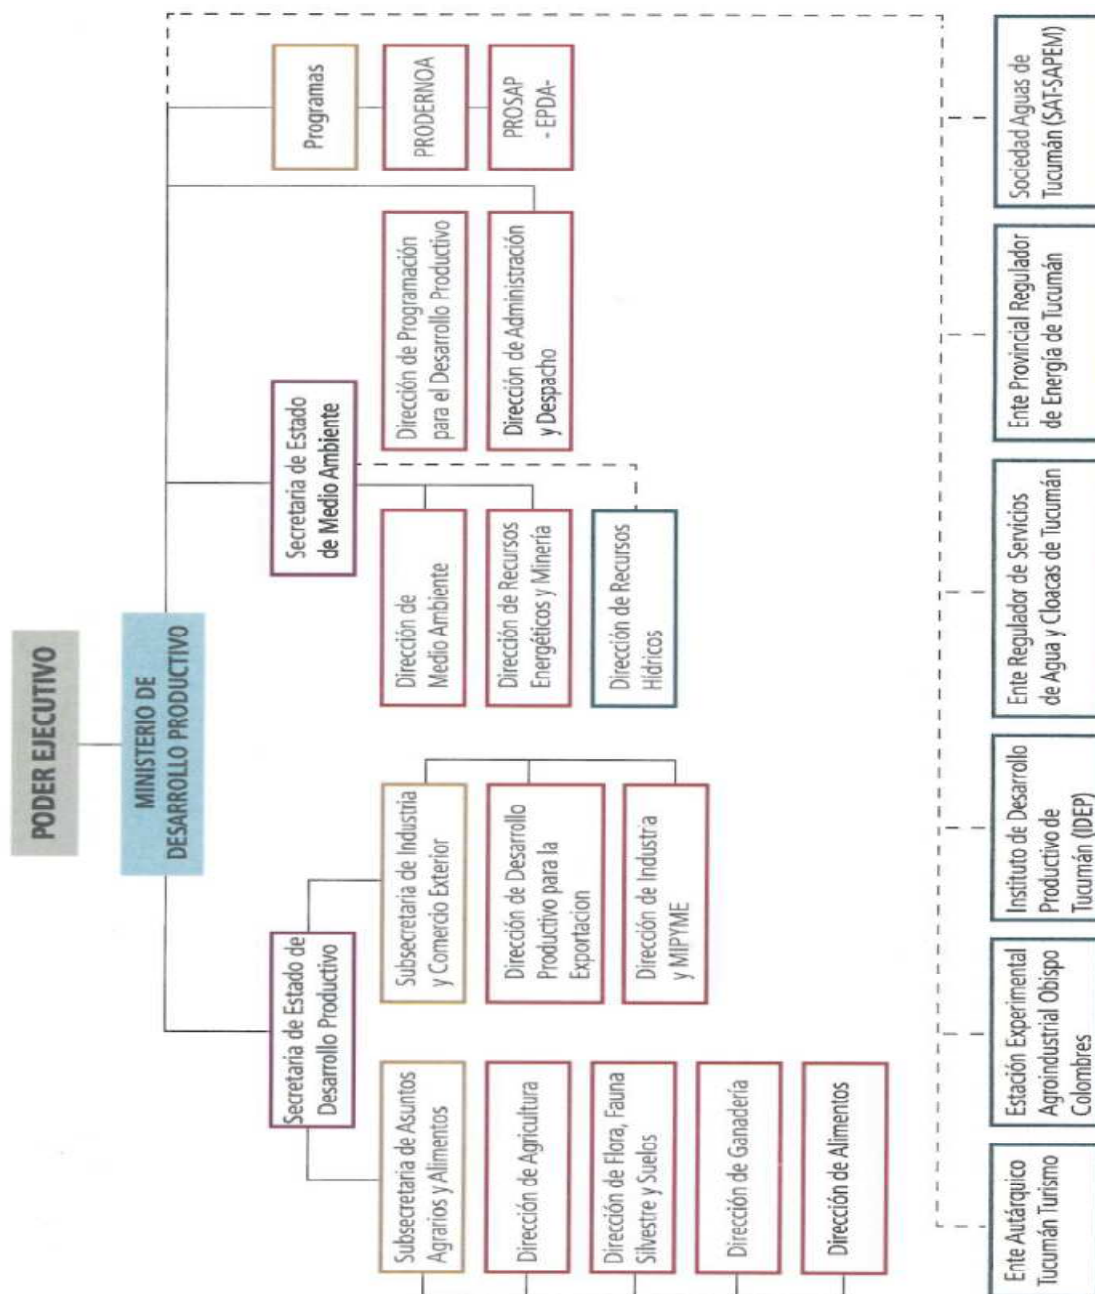 PODER EJECUTIVO
MINISTERIO DE
DESARROLLO PRODUCTIVO
Secretaria de Estado de
Desarrollo Productivo
Subsecretaria de Asuntos
Agrarios y Alimentos
Dirección de Agricultura
Dirección de Flora, Fauna
Silvestre y Suelos
Dirección de Ganadería
Dirección de Alimentos
Subsecretaria de Industria
y Comercio Exterior
Dirección de Desarrollo
Productivo para la
Exportacion
Dirección de Industria
y MIPYME
Secretaria de Estado
de Medio Ambiente
Dirección de
Medio Ambiente
Dirección de Recursos
Energéticos y Minería
Dirección de Recursos
Hídricos
Dirección de Programación
para el Desarrollo Productivo
Dirección de Administración
y Despacho
Programas
PRODERNOA
PROSAP
- EPDA-
Ente Autárquico
Tucumán Turismo
Estación Experimental
Agroindustrial Obispo
Colombres
Instituto de Desarrollo
Productivo de
Tucumán (IDEP)
Ente Regulador de Servicios
de Agua y Cloacas de Tucumán
Ente Provincial Regulador
de Energía de Tucumán
Sociedad Aguas de
Tucumán (SAT-SAPEM)